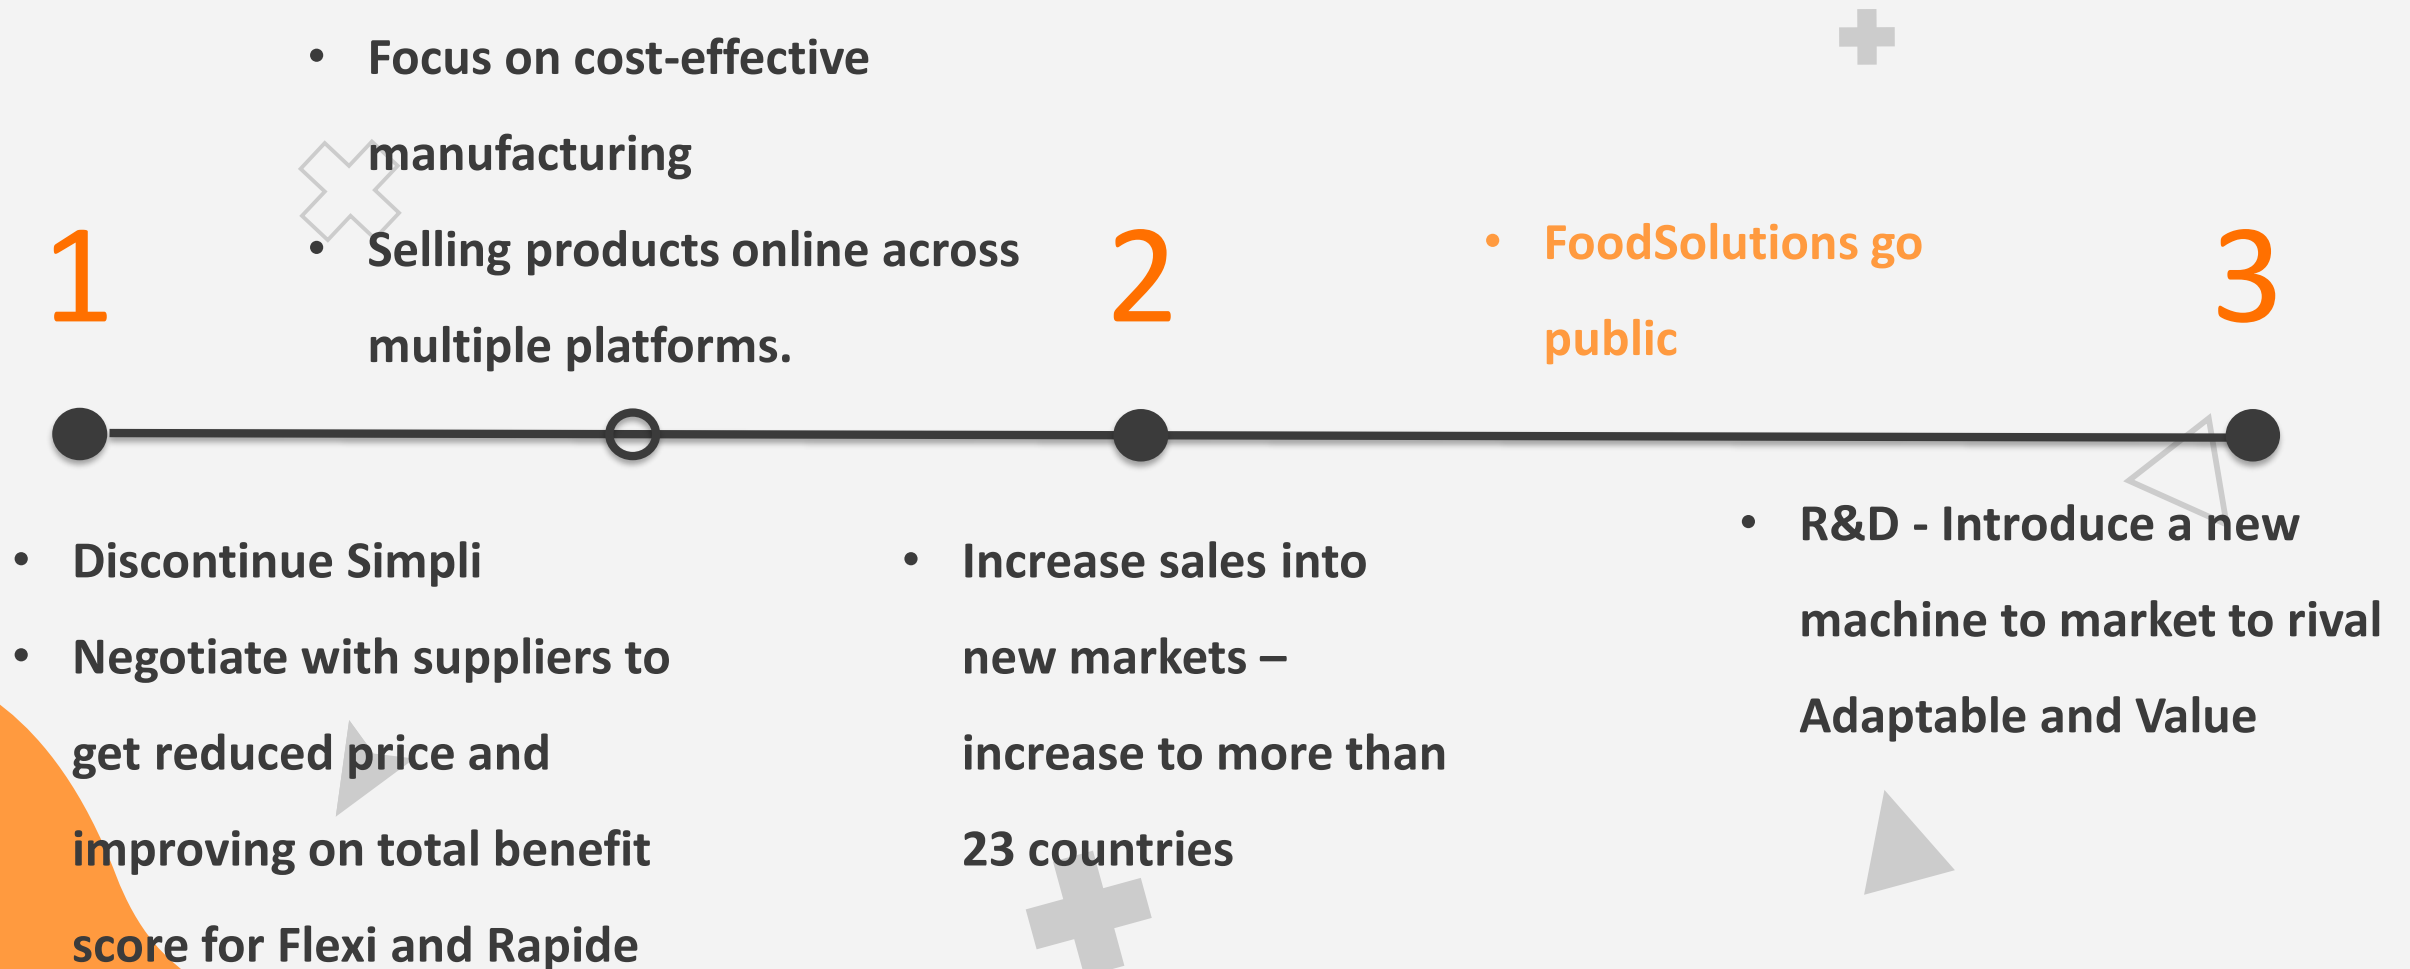 • Focus on cost-effective
manufacturing
• Selling products online across
multiple platforms.
1
2
• FoodSolutions go
public
3
• Discontinue Simpli
• Negotiate with suppliers to
get reduced price and
improving on total benefit
score for Flexi and Rapide
• Increase sales into
new markets –
increase to more than
23 countries
• R&D - Introduce a new
machine to market to rival
Adaptable and Value